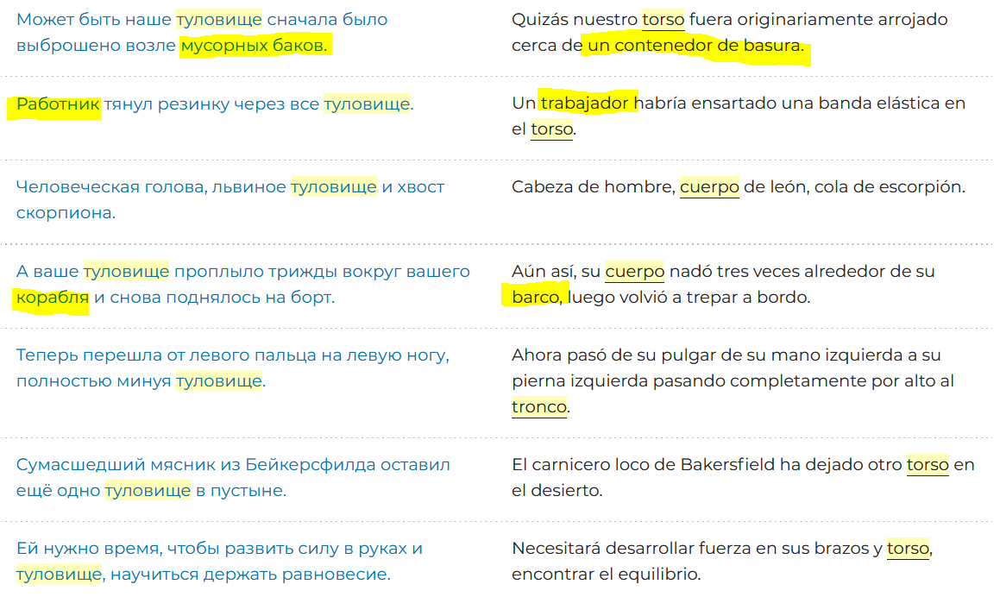 Может быть наше туловище сначала было
выброшено возле мусорных баков.
Quizás nuestro torso fuera originariamente arrojado
cerca de un contenedor de basura.
Работник тянул резинку через все туловище.
Un trabajador habría ensartado una banda elástica en
el torso.
Человеческая голова, львиное туловище и хвост
скорпиона.
Cabeza de hombre, cuerpo de león, cola de escorpión.
А ваше туловище проплыло трижды вокруг вашего
корабля и снова поднялось на борт.
Aún así, su cuerpo nadó tres veces alrededor de su
barco, luego volvió a trepar a bordo.
Теперь перешла от левого пальца на левую ногу,
полностью минуя туловище.
Ahora pasó de su pulgar de su mano izquierda a su
pierna izquierda pasando completamente por alto al
tronco.
Сумасшедший мясник из Бейкерсфилда оставил
ещё одно туловище в пустыне.
El carnicero loco de Bakersfield ha dejado otro torso en
el desierto.
Ей нужно время, чтобы развить силу в руках и
туловище, научиться держать равновесие.
Necesitará desarrollar fuerza en sus brazos y torso,
encontrar el equilibrio.